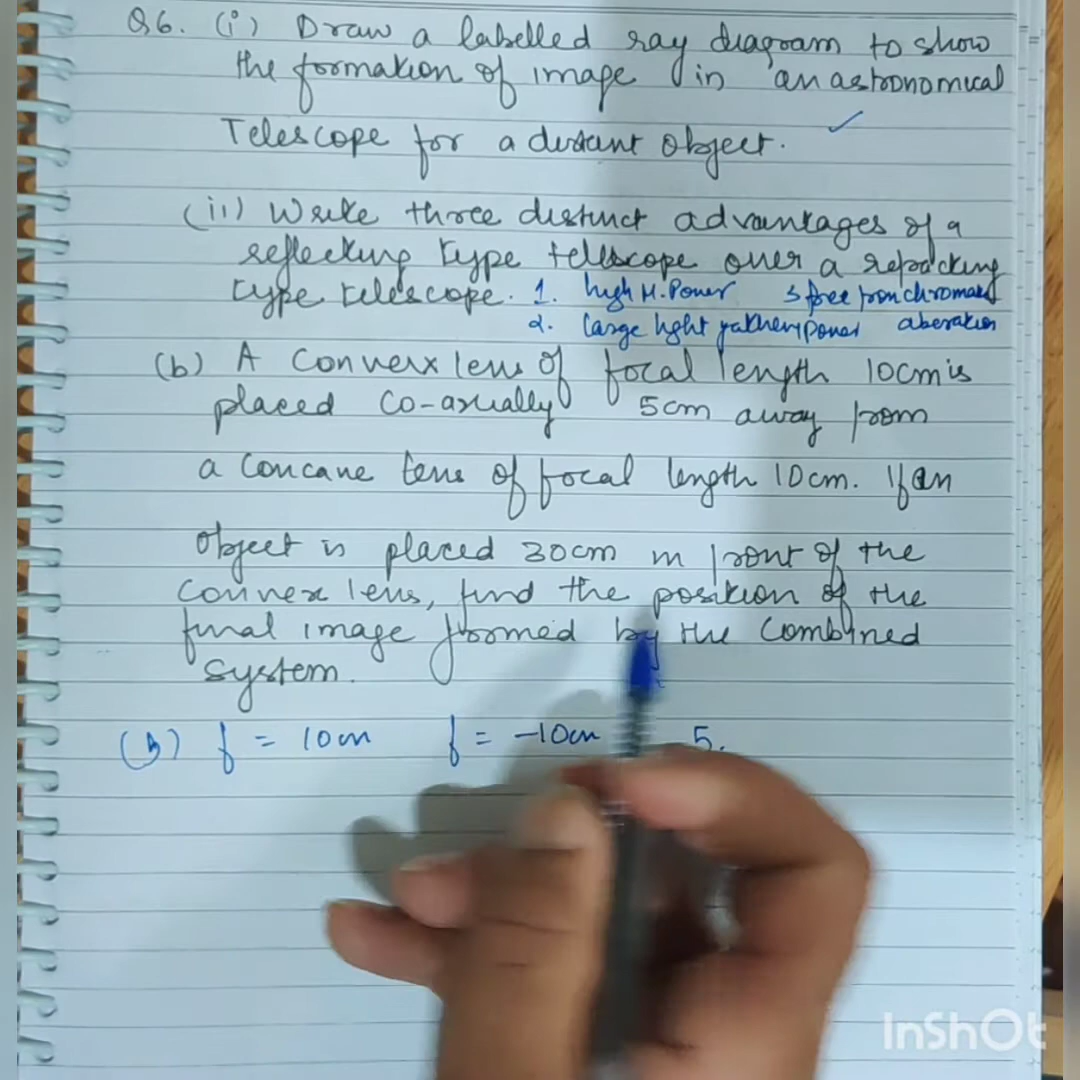 Q6. (i) Draw a labelled ray diagram to show
the formation of image in an astronomical
Telescope for a distant object.
(ii) Write three distinct advantages of a
reflecting type telescope over a refracting
type telescope. 1. high M. Power 3 free from chromatic
2. large light gathering power aberation
(b) A Convex lens of focal length 10cm is
placed co-axially 5cm away from
a Concave lens of focal length 10cm. If an
object is placed 30cm in front of the
Convex lens, find the position of the
final image formed by the Combined
system.
(b) f = 10cm f = -10cm 5.
InShOt